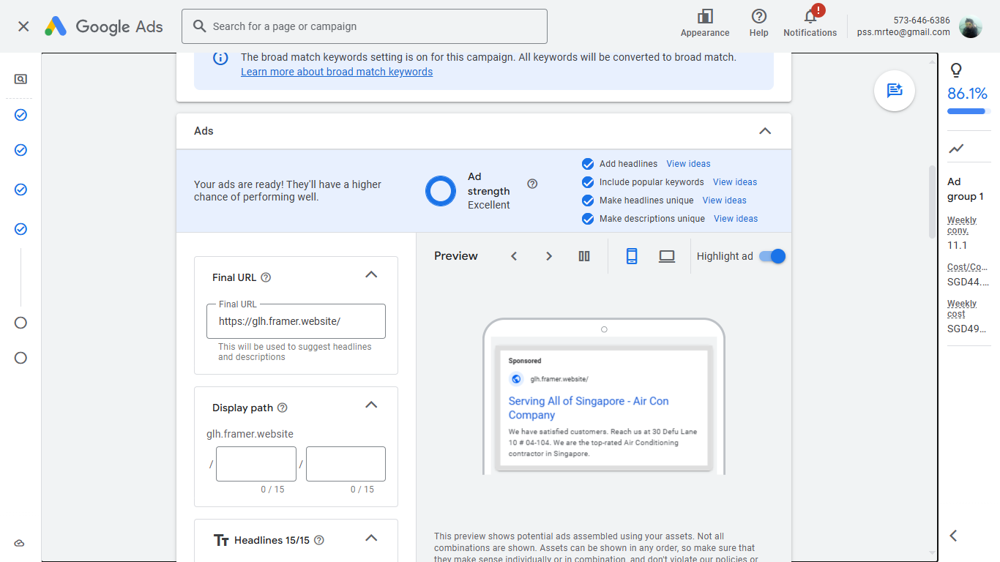 Google Ads
Search for a page or campaign
Appearance
Help
!
Notifications
573-646-6386
pss.mrteo@gmail.com
The broad match keywords setting is on for this campaign. All keywords will be converted to broad match.
Learn more about broad match keywords
86.1%
Ads
Your ads are ready! They'll have a higher
chance of performing well.
Ad
strength
Excellent
Add headlines View ideas
Include popular keywords View ideas
Make headlines unique View ideas
Make descriptions unique View ideas
Ad
group 1
Weekly
conv.
11.1
Cost/Co...
SGD44....
Weekly
cost
SGD49...
Final URL
Final URL
https://glh.framer.website/
This will be used to suggest headlines
and descriptions
Display path
glh.framer.website
/
/
0 / 15
0 / 15
Headlines 15/15
Preview
Highlight ad
Sponsored
glh.framer.website/
Serving All of Singapore - Air Con
Company
We have satisfied customers. Reach us at 30 Defu Lane
10 # 04-104. We are the top-rated Air Conditioning
contractor in Singapore.
This preview shows potential ads assembled using your assets. Not all
combinations are shown. Assets can be shown in any order, so make sure that
they make sense individually or in combination, and don't violate our policies or